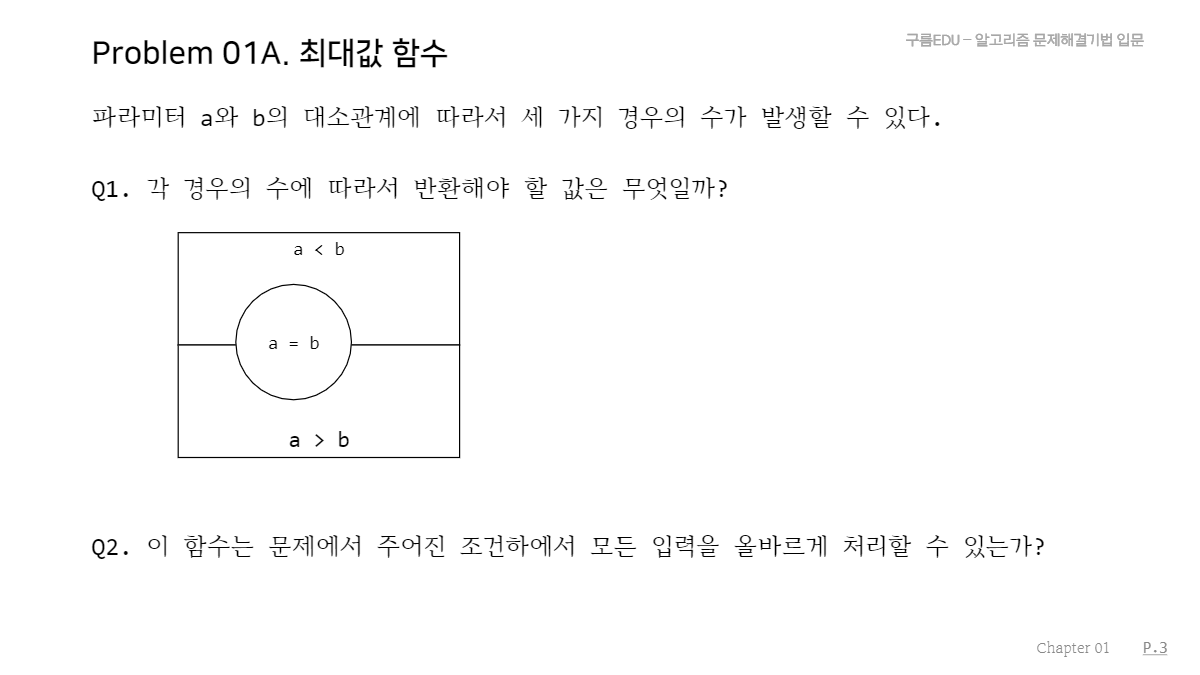 Problem 01A. 최대값 함수
구름EDU – 알고리즘 문제해결기법 입문
파라미터 a와 b의 대소관계에 따라서 세 가지 경우의 수가 발생할 수 있다.
Q1. 각 경우의 수에 따라서 반환해야 할 값은 무엇일까?
a < b
a = b
a > b
Q2. 이 함수는 문제에서 주어진 조건하에서 모든 입력을 올바르게 처리할 수 있는가?
Chapter 01 P.3